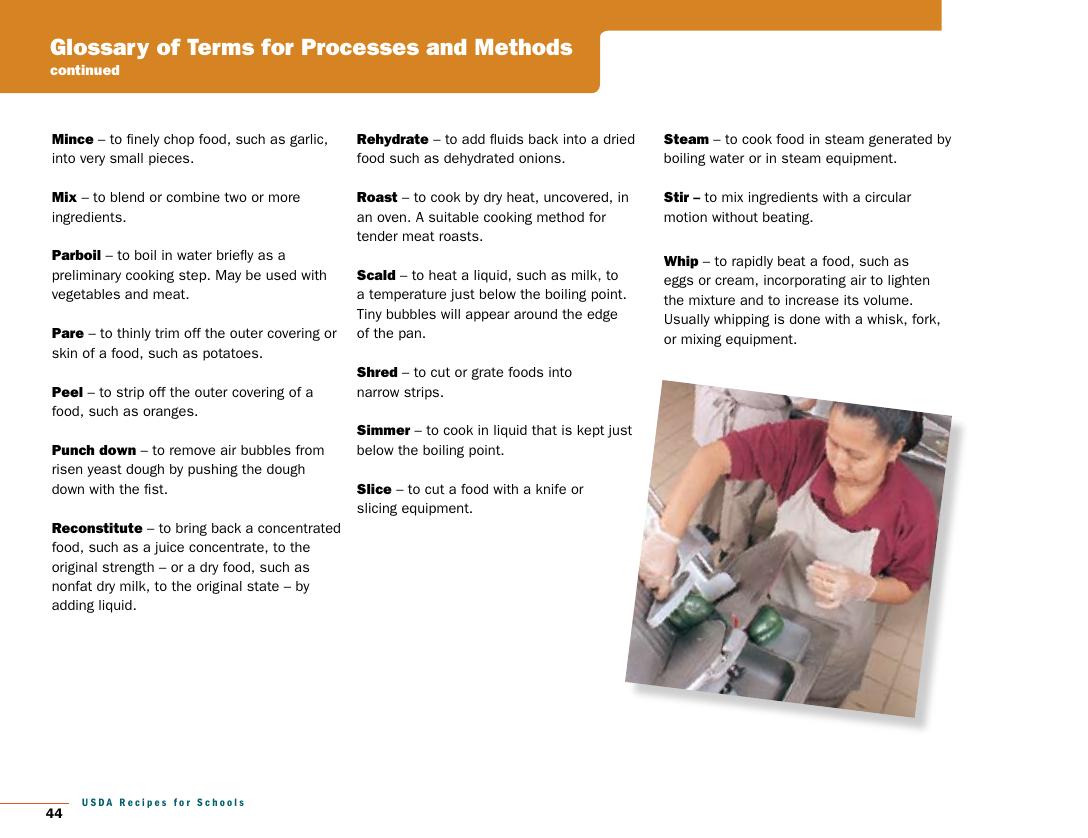 Glossary of Terms for Processes and Methods
continued
Mince – to finely chop food, such as garlic,
into very small pieces.
Mix – to blend or combine two or more
ingredients.
Parboil – to boil in water briefly as a
preliminary cooking step. May be used with
vegetables and meat.
Pare – to thinly trim off the outer covering or
skin of a food, such as potatoes.
Peel – to strip off the outer covering of a
food, such as oranges.
Punch down – to remove air bubbles from
risen yeast dough by pushing the dough
down with the fist.
Reconstitute – to bring back a concentrated
food, such as a juice concentrate, to the
original strength – or a dry food, such as
nonfat dry milk, to the original state – by
adding liquid.
Rehydrate – to add fluids back into a dried
food such as dehydrated onions.
Roast – to cook by dry heat, uncovered, in
an oven. A suitable cooking method for
tender meat roasts.
Scald – to heat a liquid, such as milk, to
a temperature just below the boiling point.
Tiny bubbles will appear around the edge
of the pan.
Shred – to cut or grate foods into
narrow strips.
Simmer – to cook in liquid that is kept just
below the boiling point.
Slice – to cut a food with a knife or
slicing equipment.
Steam – to cook food in steam generated by
boiling water or in steam equipment.
Stir – to mix ingredients with a circular
motion without beating.
Whip – to rapidly beat a food, such as
eggs or cream, incorporating air to lighten
the mixture and to increase its volume.
Usually whipping is done with a whisk, fork,
or mixing equipment.
USDA Recipes for Schools
44